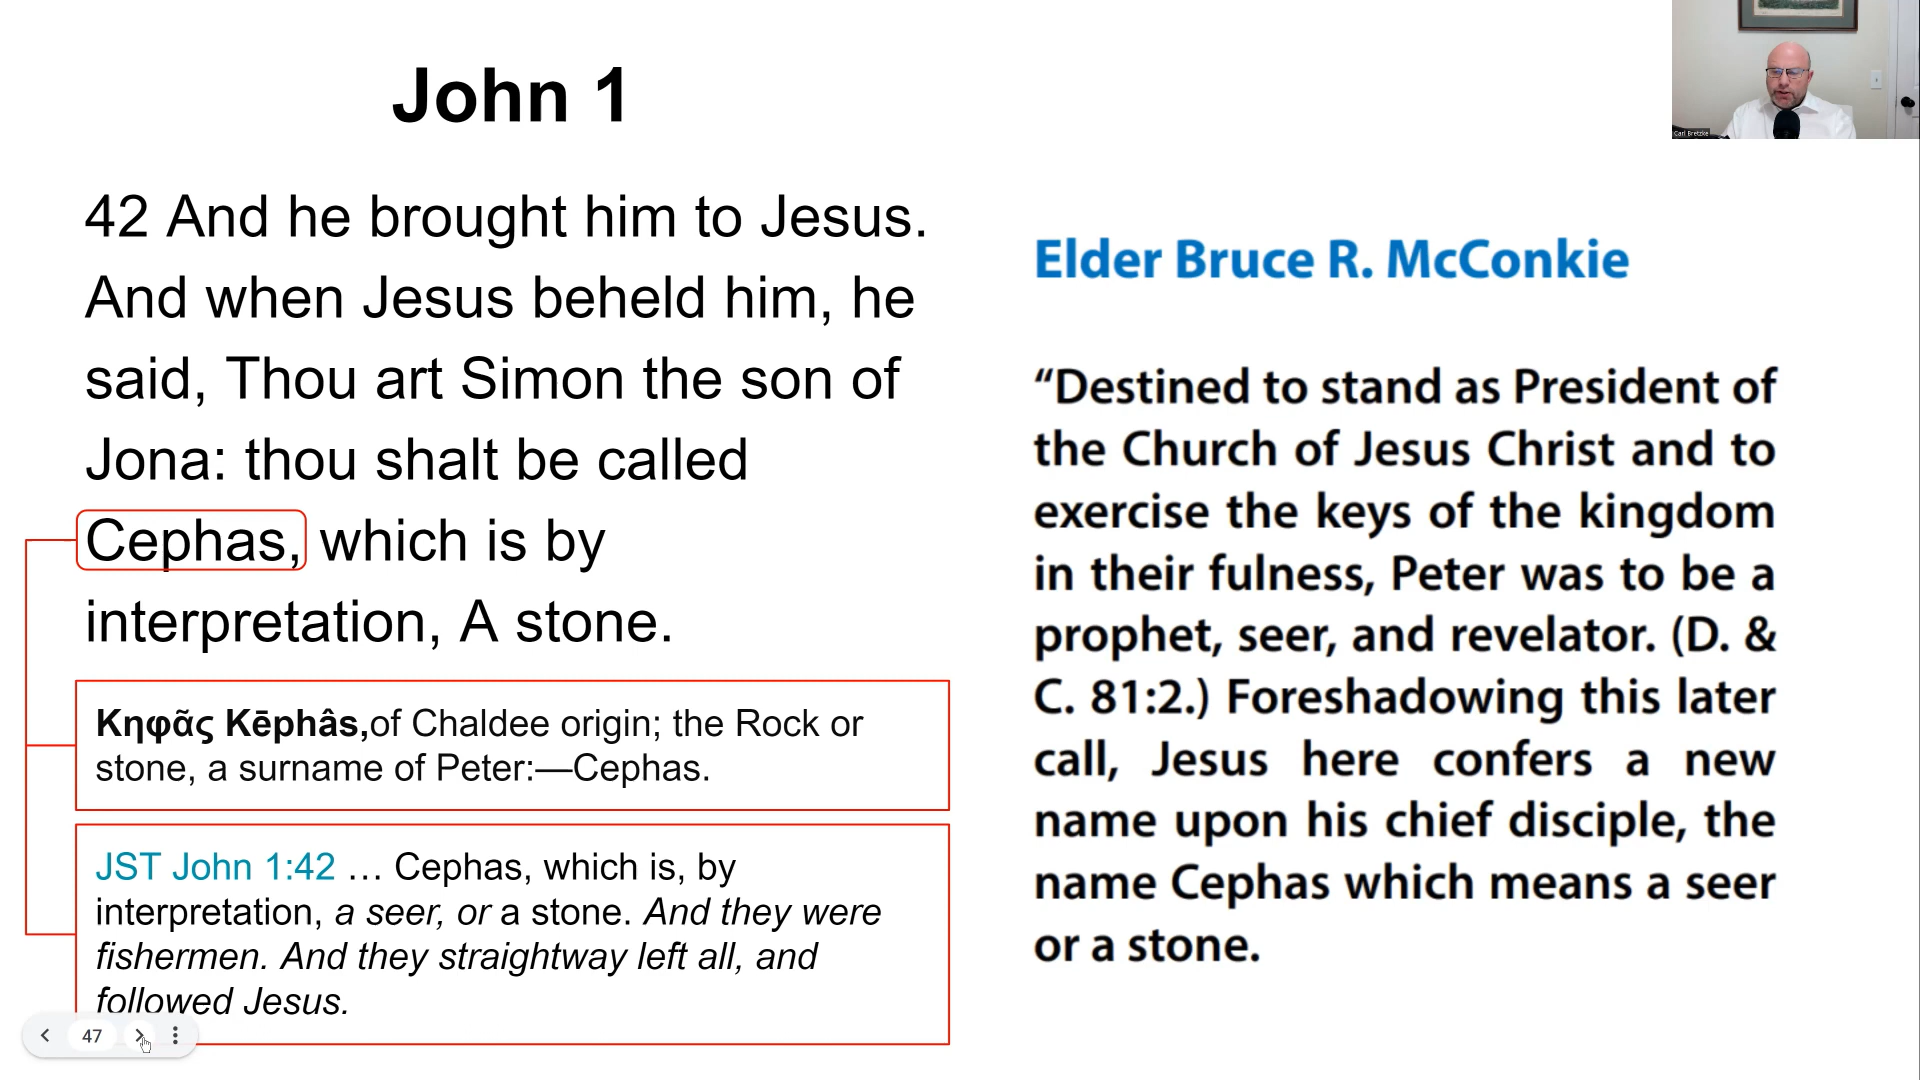 John 1
42 And he brought him to Jesus.
And when Jesus beheld him, he
said, Thou art Simon the son of
Jona: thou shalt be called
Cephas, which is by
interpretation, A stone.
Κηφᾶς Kēphâs,of Chaldee origin; the Rock or
stone, a surname of Peter:—Cephas.
JST John 1:42 … Cephas, which is, by
interpretation, a seer, or a stone. And they were
fishermen. And they straightway left all, and
followed Jesus.
47
Elder Bruce R. McConkie
“Destined to stand as President of
the Church of Jesus Christ and to
exercise the keys of the kingdom
in their fulness, Peter was to be a
prophet, seer, and revelator. (D. &
C. 81:2.) Foreshadowing this later
call, Jesus here confers a new
name upon his chief disciple, the
name Cephas which means a seer
or a stone.
Carl Bretzke